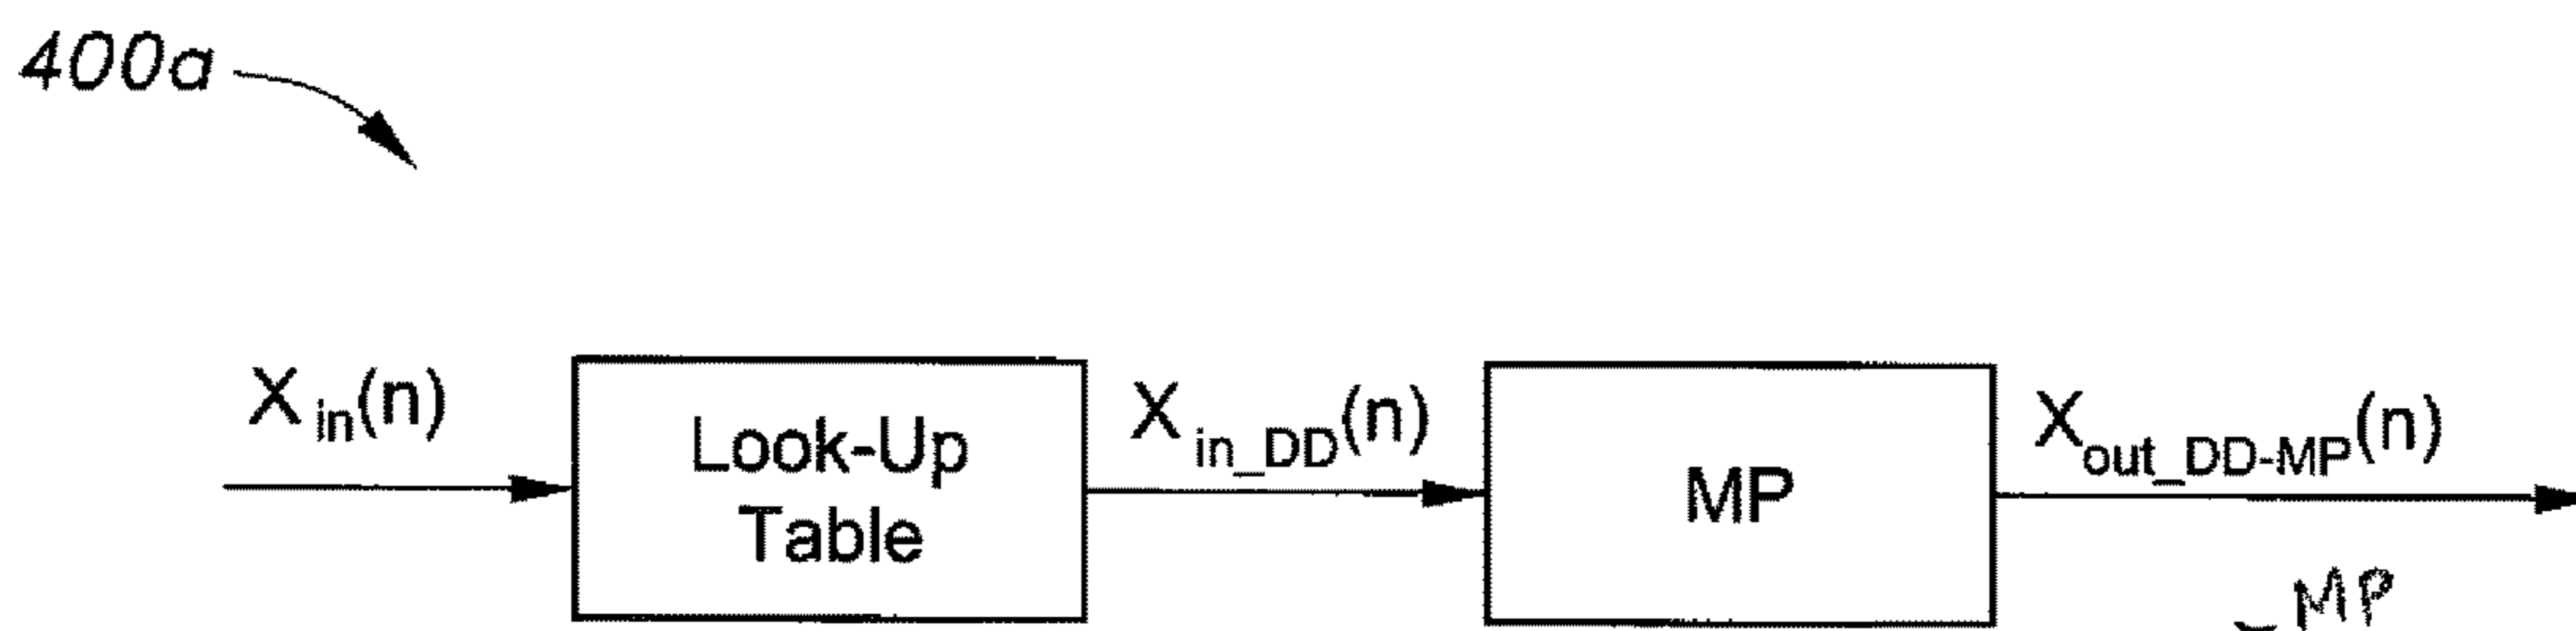 400a
X in(n)
Look-Up
Table
X in_DD(n)
MP
X out_DD-MP(n)
MP